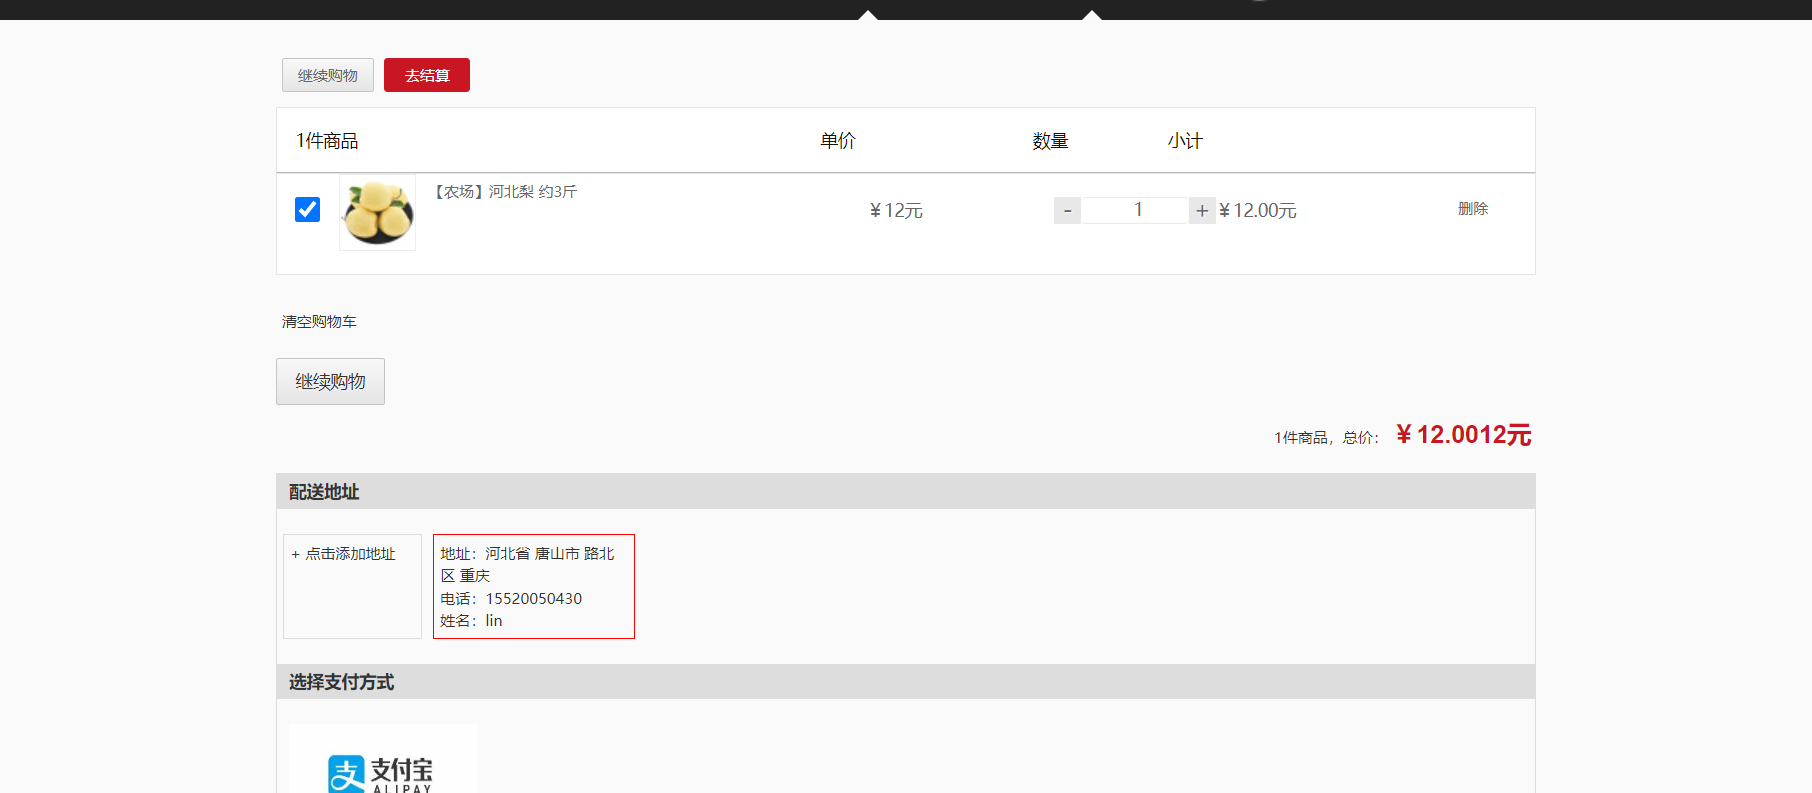 继续购物 去结算
1件商品 单价 数量 小计
【农场】河北梨 约3斤
￥12元 - 1 + ￥12.00元 删除
清空购物车
继续购物
1件商品，总价： ￥12.0012元
配送地址
+ 点击添加地址
地址：河北省 唐山市 路北
区 重庆
电话：15520050430
姓名：lin
选择支付方式
支 支付宝
ALIPAY